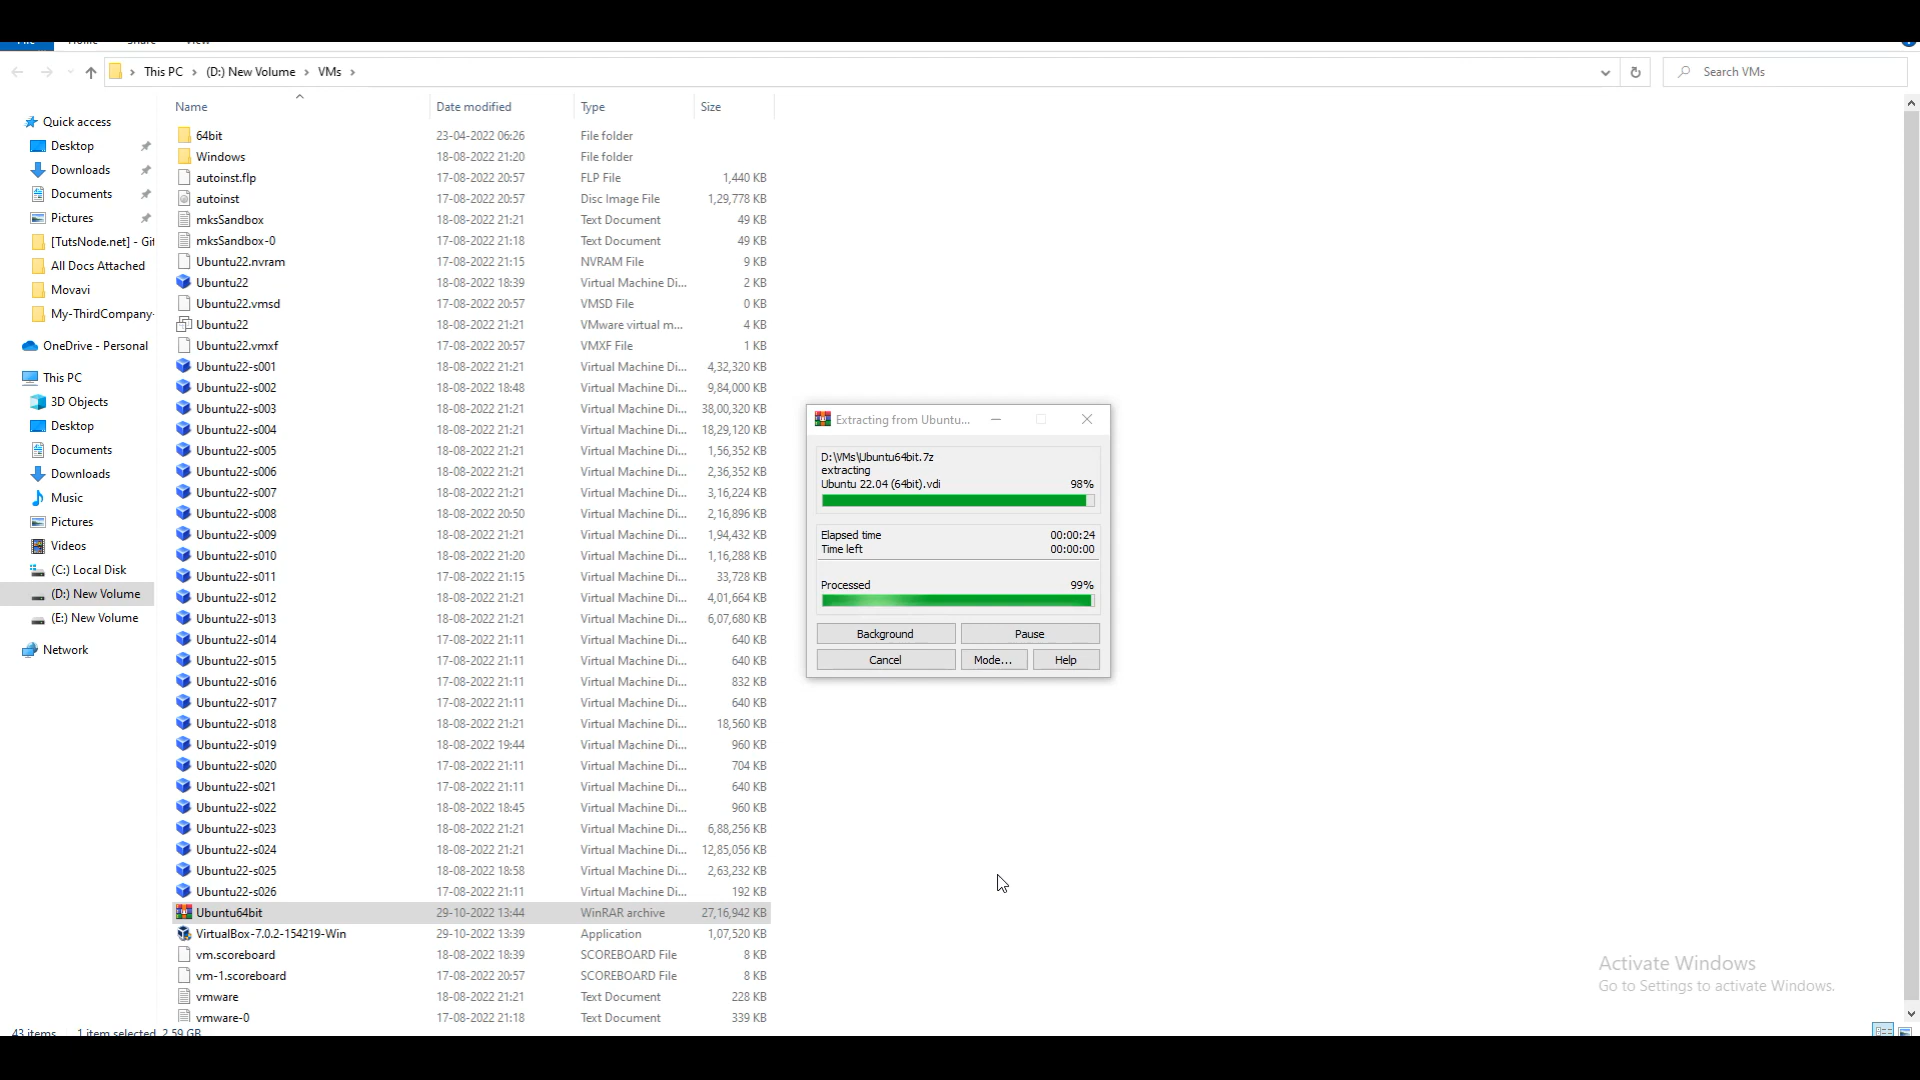 File Home Share View
This PC > (D:) New Volume > VMs >
Search VMs
Name Date modified Type Size
Quick access
Desktop
Downloads
Documents
Pictures
[TutsNode.net] - Git
All Docs Attached
Movavi
My-ThirdCompany-
OneDrive - Personal
This PC
3D Objects
Desktop
Documents
Downloads
Music
Pictures
Videos
(C:) Local Disk
(D:) New Volume
(E:) New Volume
Network
64bit 23-04-2022 06:26 File folder
Windows 18-08-2022 21:20 File folder
autoinst.flp 17-08-2022 20:57 FLP File 1,440 KB
autoinst 17-08-2022 20:57 Disc Image File 1,29,778 KB
mksSandbox 18-08-2022 21:21 Text Document 49 KB
mksSandbox-0 17-08-2022 21:18 Text Document 49 KB
Ubuntu22.nvram 17-08-2022 21:15 NVRAM File 9 KB
Ubuntu22 18-08-2022 18:39 Virtual Machine Di... 2 KB
Ubuntu22.vmsd 17-08-2022 20:57 VMSD File 0 KB
Ubuntu22 18-08-2022 21:21 VMware virtual m... 4 KB
Ubuntu22.vmxf 17-08-2022 20:57 VMXF File 1 KB
Ubuntu22-s001 18-08-2022 21:21 Virtual Machine Di... 4,32,320 KB
Ubuntu22-s002 18-08-2022 18:48 Virtual Machine Di... 9,84,000 KB
Ubuntu22-s003 18-08-2022 21:21 Virtual Machine Di... 38,00,320 KB
Ubuntu22-s004 18-08-2022 21:21 Virtual Machine Di... 18,29,120 KB
Ubuntu22-s005 18-08-2022 21:21 Virtual Machine Di... 1,56,352 KB
Ubuntu22-s006 18-08-2022 21:21 Virtual Machine Di... 2,36,352 KB
Ubuntu22-s007 18-08-2022 21:21 Virtual Machine Di... 3,16,224 KB
Ubuntu22-s008 18-08-2022 20:50 Virtual Machine Di... 2,16,896 KB
Ubuntu22-s009 18-08-2022 21:21 Virtual Machine Di... 1,94,432 KB
Ubuntu22-s010 18-08-2022 21:20 Virtual Machine Di... 1,16,288 KB
Ubuntu22-s011 17-08-2022 21:15 Virtual Machine Di... 33,728 KB
Ubuntu22-s012 18-08-2022 21:21 Virtual Machine Di... 4,01,664 KB
Ubuntu22-s013 18-08-2022 21:21 Virtual Machine Di... 6,07,680 KB
Ubuntu22-s014 17-08-2022 21:11 Virtual Machine Di... 640 KB
Ubuntu22-s015 17-08-2022 21:11 Virtual Machine Di... 640 KB
Ubuntu22-s016 17-08-2022 21:11 Virtual Machine Di... 832 KB
Ubuntu22-s017 17-08-2022 21:11 Virtual Machine Di... 640 KB
Ubuntu22-s018 18-08-2022 21:21 Virtual Machine Di... 18,560 KB
Ubuntu22-s019 18-08-2022 19:44 Virtual Machine Di... 960 KB
Ubuntu22-s020 17-08-2022 21:11 Virtual Machine Di... 704 KB
Ubuntu22-s021 17-08-2022 21:11 Virtual Machine Di... 640 KB
Ubuntu22-s022 18-08-2022 18:45 Virtual Machine Di... 960 KB
Ubuntu22-s023 18-08-2022 21:21 Virtual Machine Di... 6,88,256 KB
Ubuntu22-s024 18-08-2022 21:21 Virtual Machine Di... 12,85,056 KB
Ubuntu22-s025 18-08-2022 18:58 Virtual Machine Di... 2,63,232 KB
Ubuntu22-s026 17-08-2022 21:11 Virtual Machine Di... 192 KB
Ubuntu64bit 29-10-2022 13:44 WinRAR archive 27,16,942 KB
VirtualBox-7.0.2-154219-Win 29-10-2022 13:39 Application 1,07,520 KB
vm.scoreboard 18-08-2022 18:39 SCOREBOARD File 8 KB
vm-1.scoreboard 17-08-2022 20:57 SCOREBOARD File 8 KB
vmware 18-08-2022 21:21 Text Document 228 KB
vmware-0 17-08-2022 21:18 Text Document 339 KB
Extracting from Ubuntu...
D:\VMs\Ubuntu64bit.7z
extracting
Ubuntu 22.04 (64bit).vdi 98%
Elapsed time 00:00:24
Time left 00:00:00
Processed 99%
Background Pause
Cancel Mode... Help
Activate Windows
Go to Settings to activate Windows.
43 items 1 item selected 2.59 GB